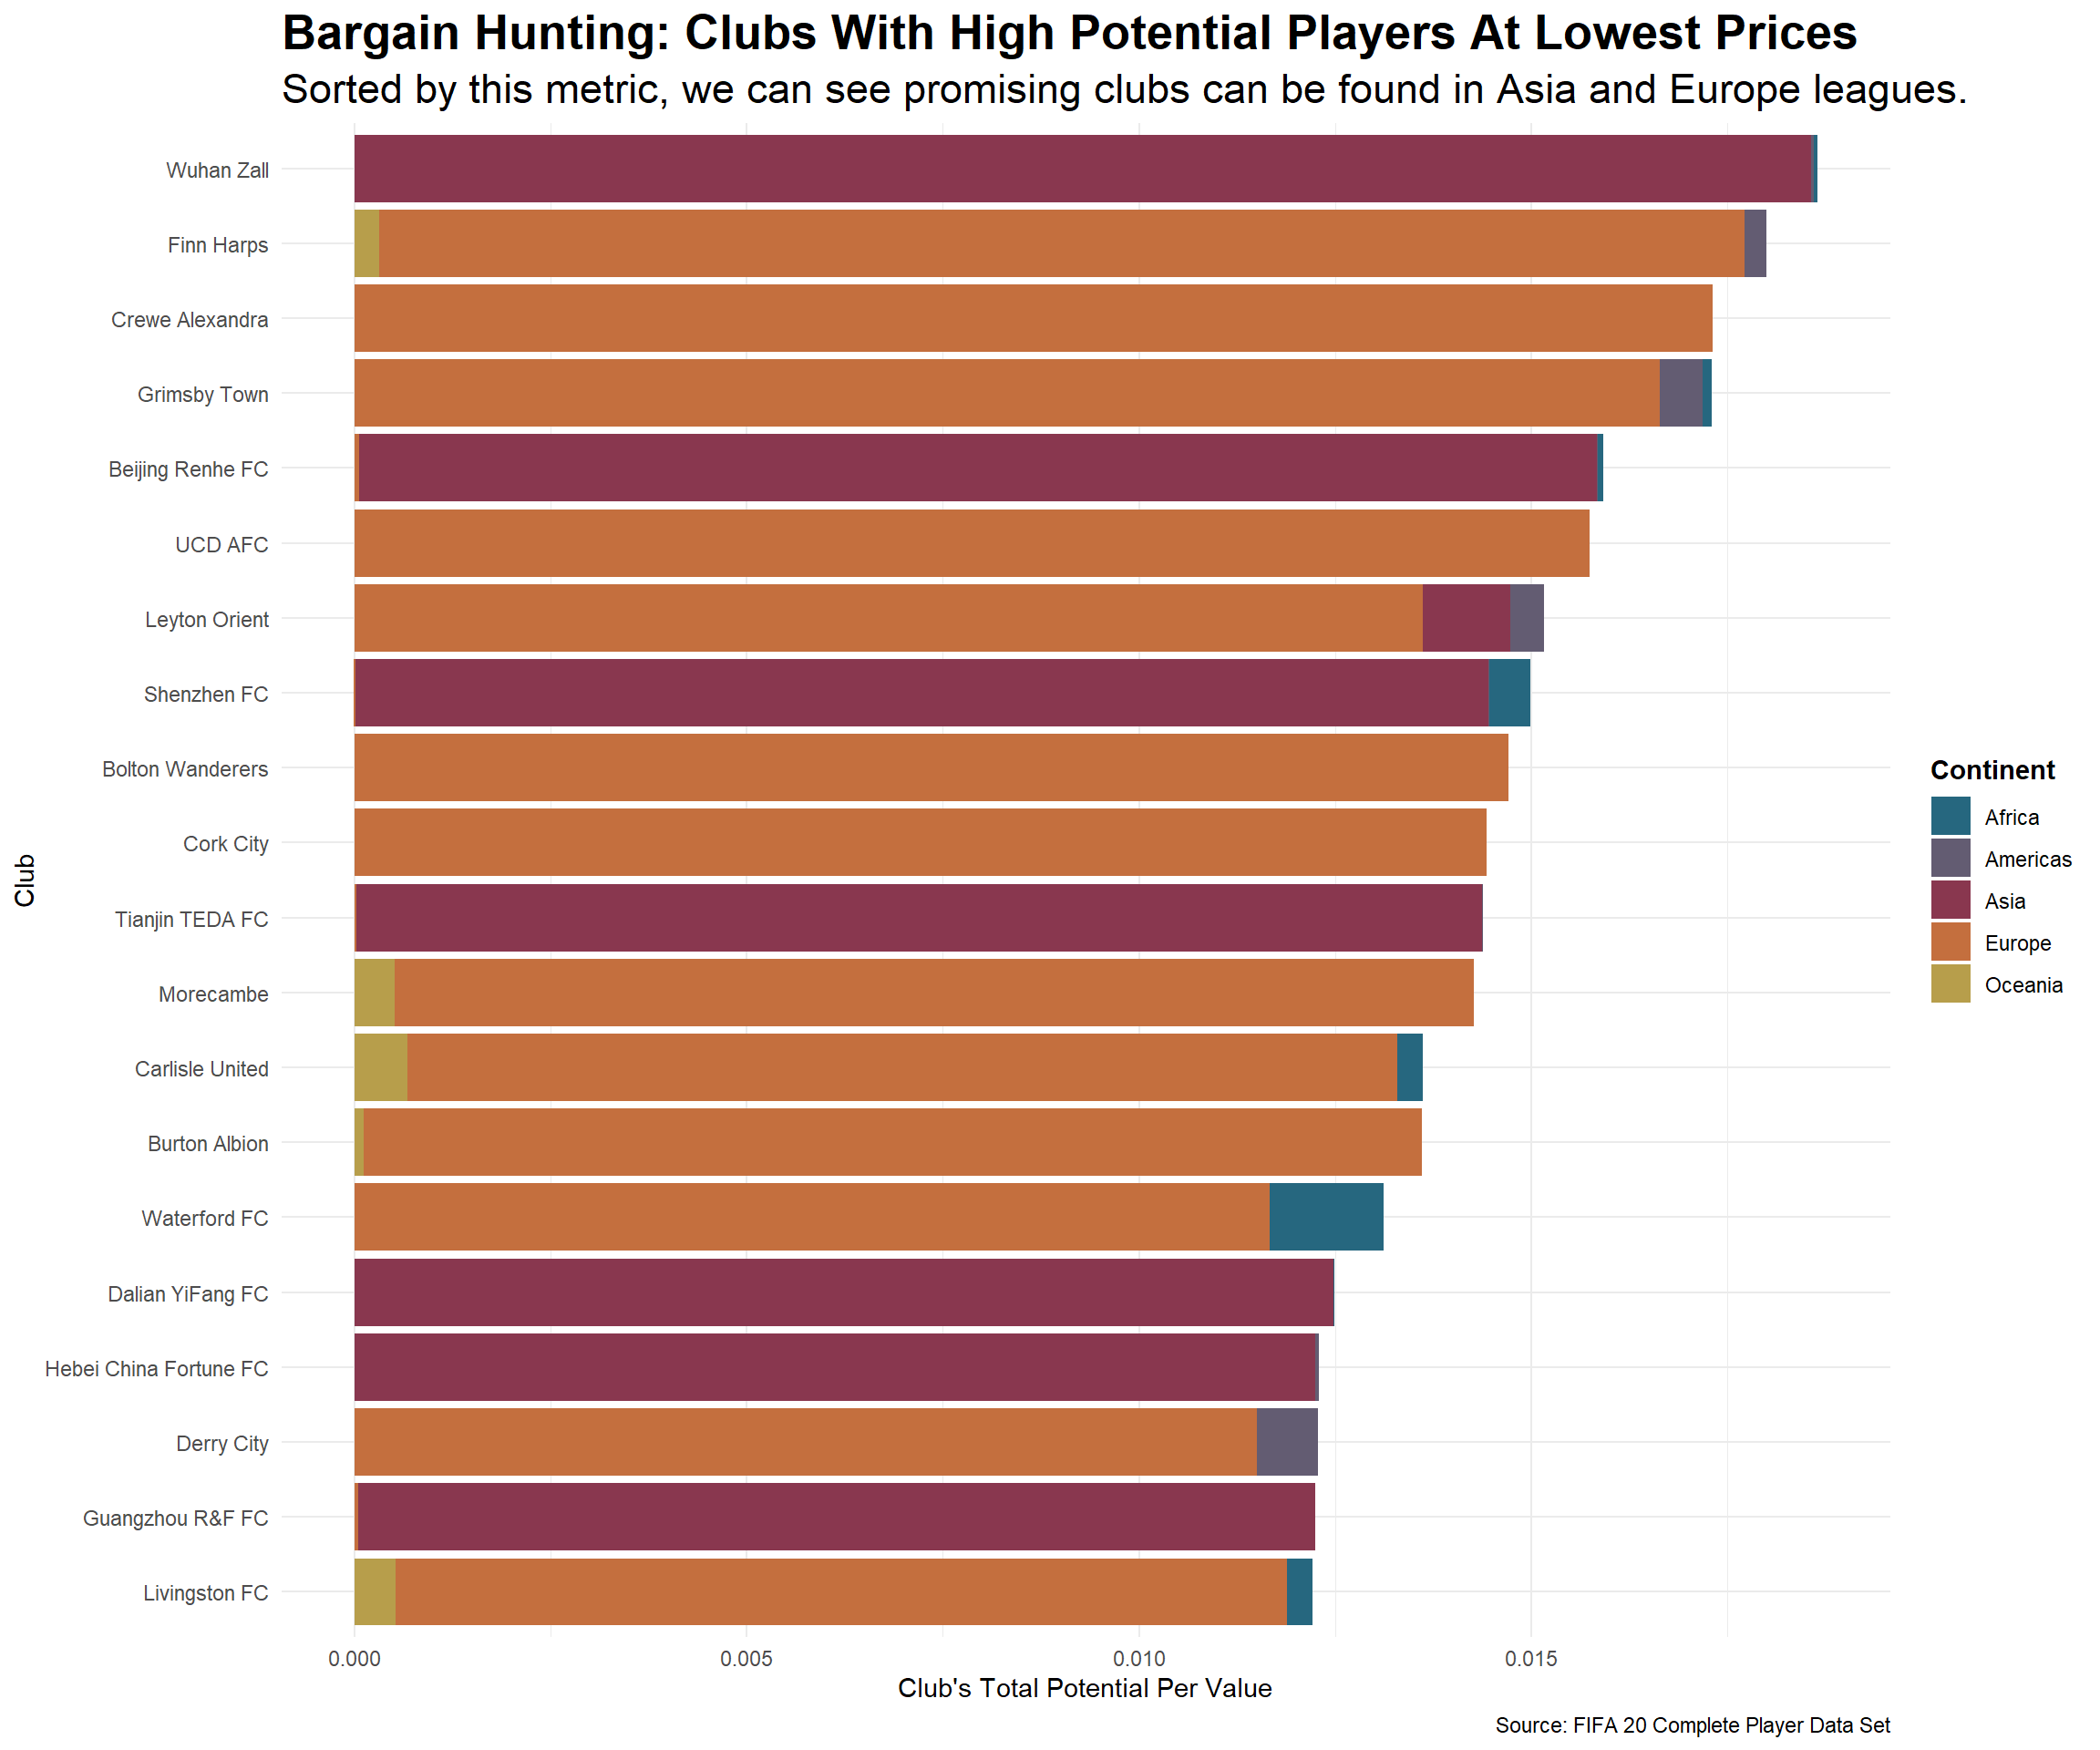 Bargain Hunting: Clubs With High Potential Players At Lowest Prices
Sorted by this metric, we can see promising clubs can be found in Asia and Europe leagues.
Club
Wuhan Zall
Finn Harps
Crewe Alexandra
Grimsby Town
Beijing Renhe FC
UCD AFC
Leyton Orient
Shenzhen FC
Bolton Wanderers
Cork City
Tianjin TEDA FC
Morecambe
Carlisle United
Burton Albion
Waterford FC
Dalian YiFang FC
Hebei China Fortune FC
Derry City
Guangzhou R&F FC
Livingston FC
0.000 0.005 0.010 0.015
Club's Total Potential Per Value
Continent
Africa
Americas
Asia
Europe
Oceania
Source: FIFA 20 Complete Player Data Set